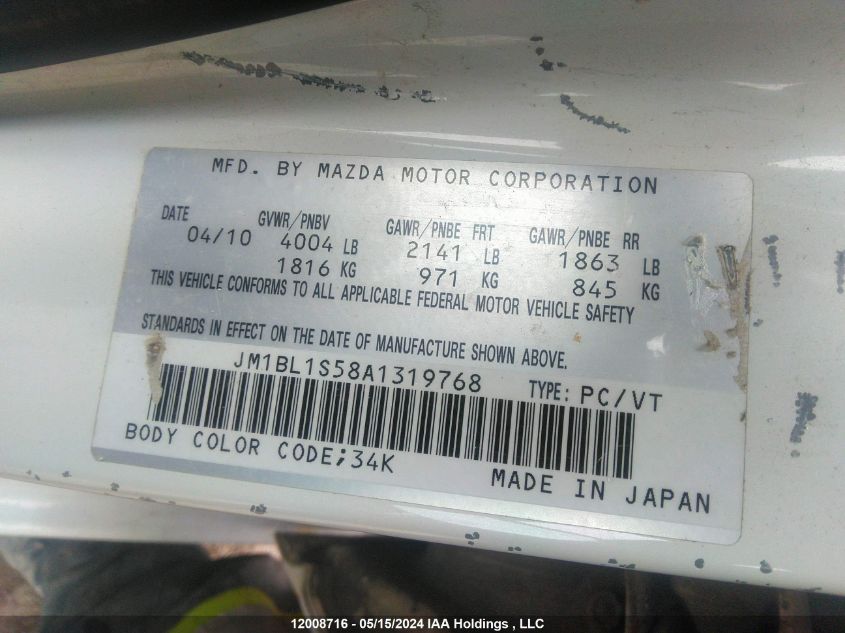 MFD. BY MAZDA MOTOR CORPORATION
DATE GVWR/PNBV GAWR/PNBE FRT GAWR/PNBE RR
04/10 4004 LB 2141 LB 1863 LB
1816 KG 971 KG 845 KG
THIS VEHICLE CONFORMS TO ALL APPLICABLE FEDERAL MOTOR VEHICLE SAFETY
STANDARDS IN EFFECT ON THE DATE OF MANUFACTURE SHOWN ABOVE.
JM1BL1S58A1319768 TYPE: PC/VT
BODY COLOR CODE;34K
MADE IN JAPAN
12008716 - 05/15/2024 IAA Holdings , LLC